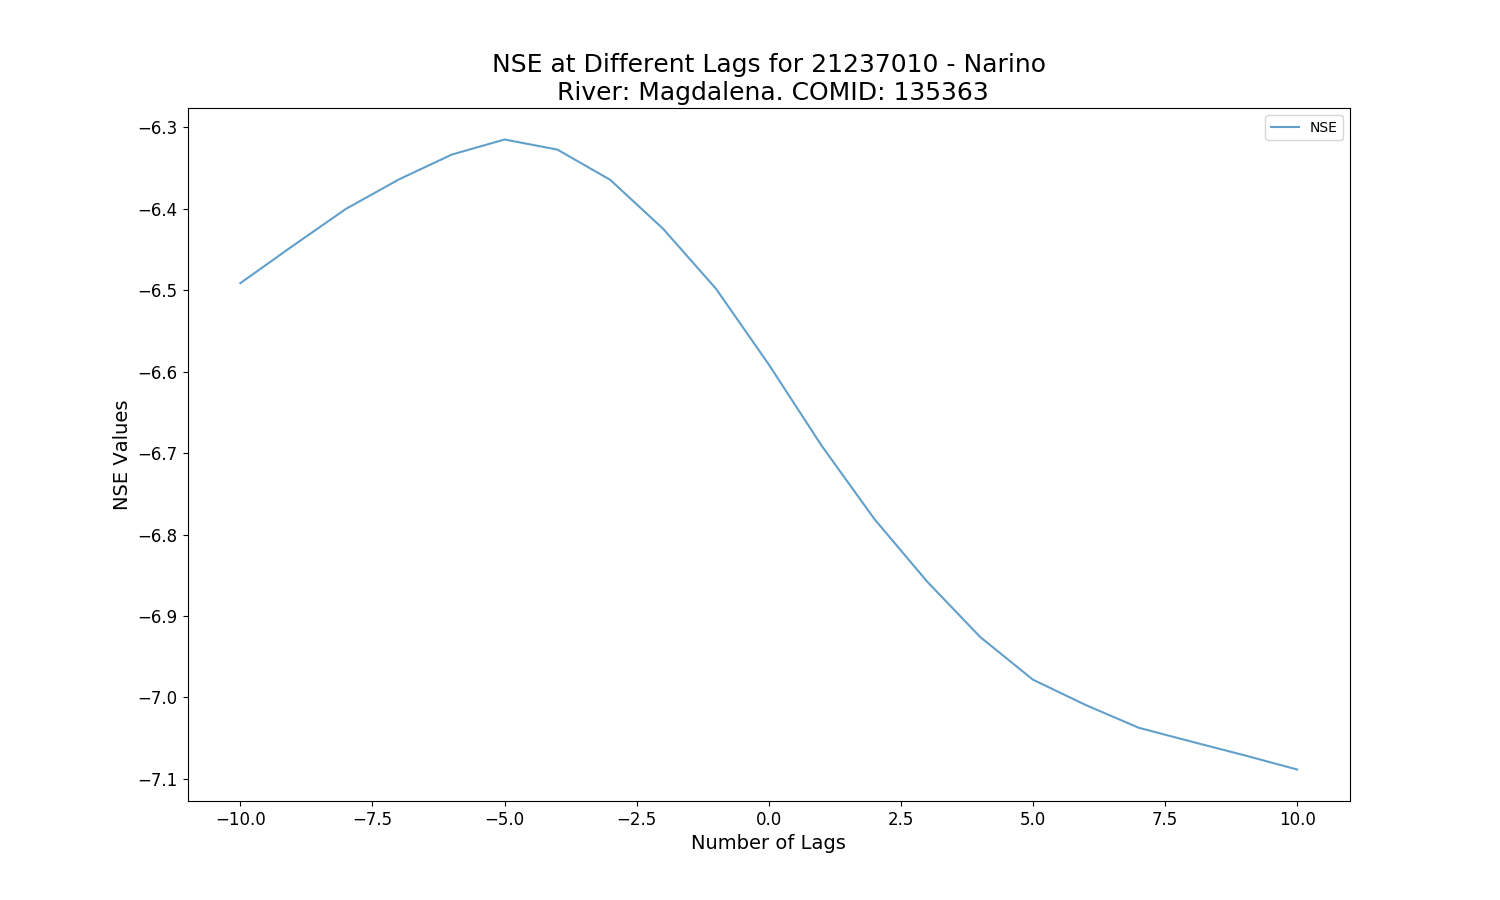 NSE at Different Lags for 21237010 - Narino
River: Magdalena. COMID: 135363
NSE
−6.3
−6.4
−6.5
−6.6
−6.7
−6.8
−6.9
−7.0
−7.1
NSE Values
−10.0 −7.5 −5.0 −2.5 0.0 2.5 5.0 7.5 10.0
Number of Lags